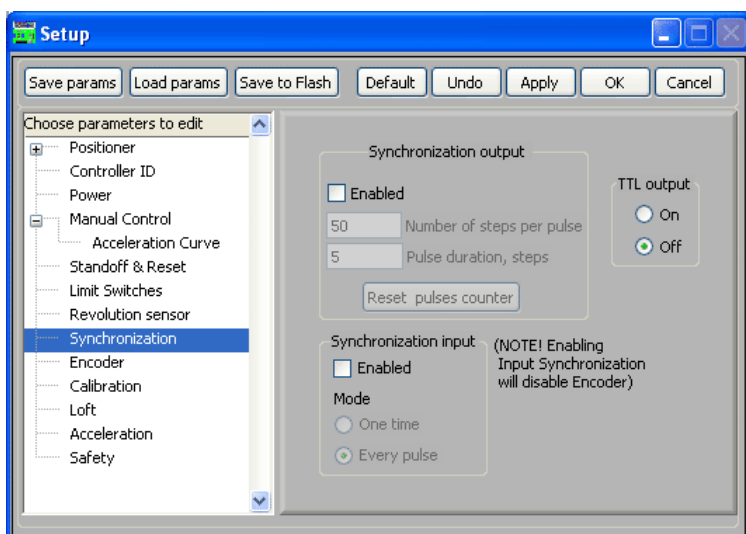 Setup
Save params Load params Save to Flash Default Undo Apply OK Cancel
Choose parameters to edit
Positioner
Controller ID
Power
Manual Control
Acceleration Curve
Standoff & Reset
Limit Switches
Revolution sensor
Synchronization
Encoder
Calibration
Loft
Acceleration
Safety
Synchronization output
Enabled
50 Number of steps per pulse
5 Pulse duration, steps
Reset pulses counter
TTL output
On
Off
Synchronization input
Enabled
Mode
One time
Every pulse
(NOTE! Enabling
Input Synchronization
will disable Encoder)